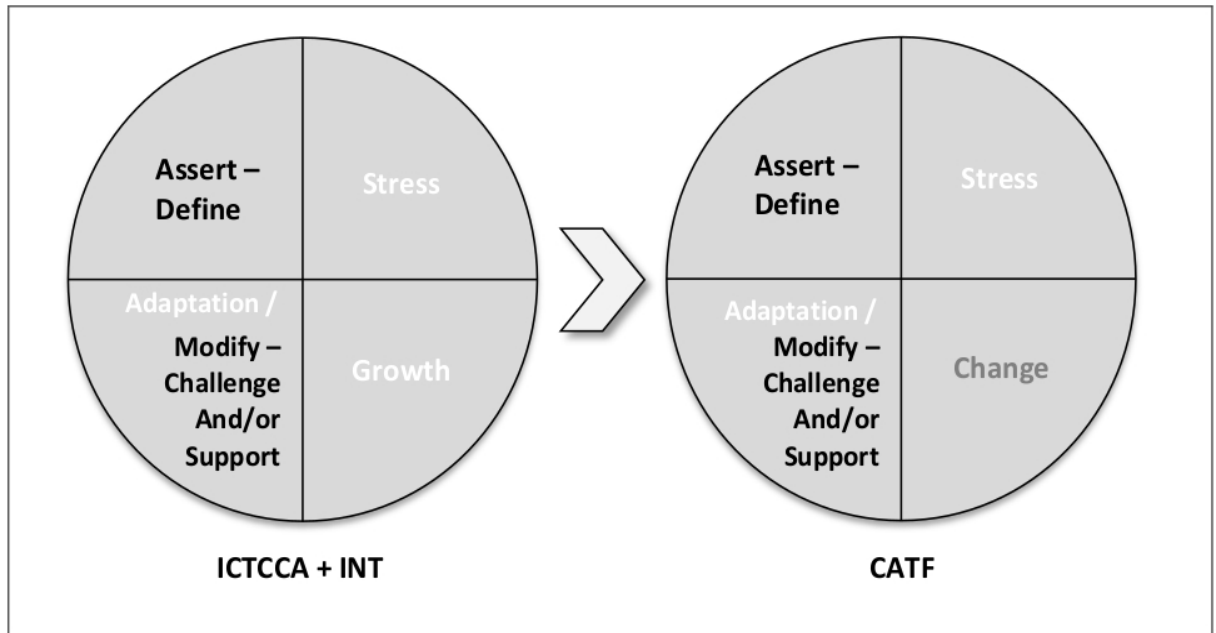 Assert –
Define
Stress
Adaptation /
Modify –
Challenge
And/or
Support
Growth
ICTCCA + INT
Assert –
Define
Stress
Adaptation /
Modify –
Challenge
And/or
Support
Change
CATF